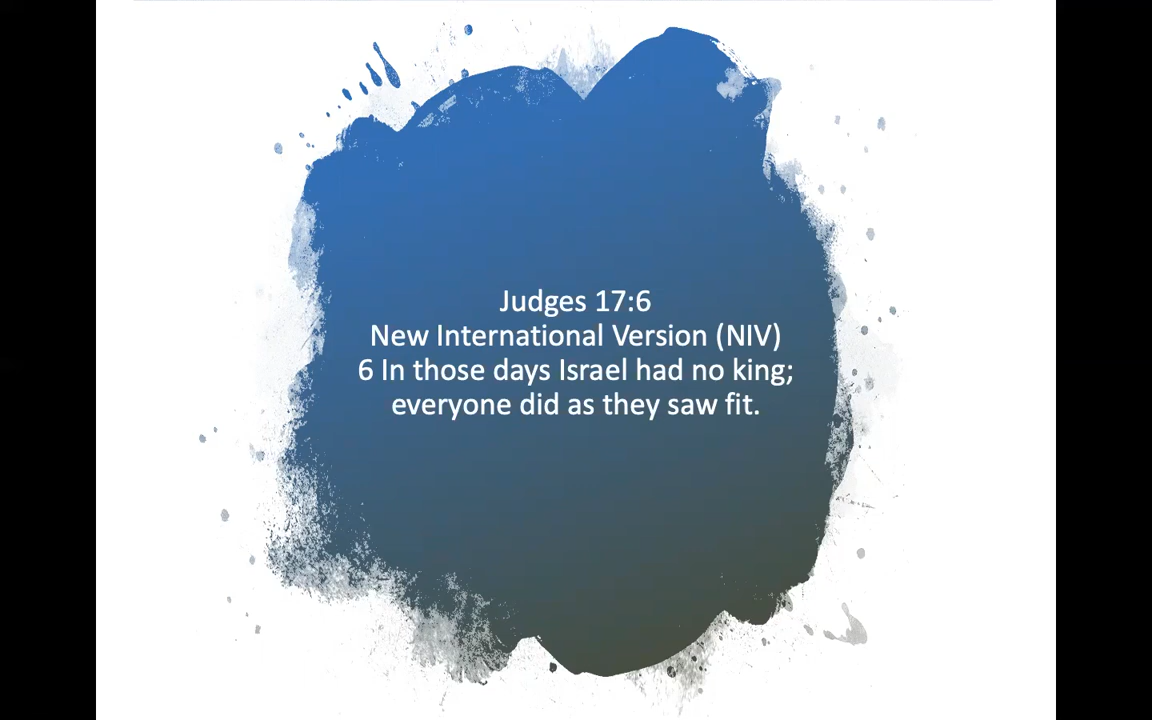 Judges 17:6
New International Version (NIV)
6 In those days Israel had no king;
everyone did as they saw fit.